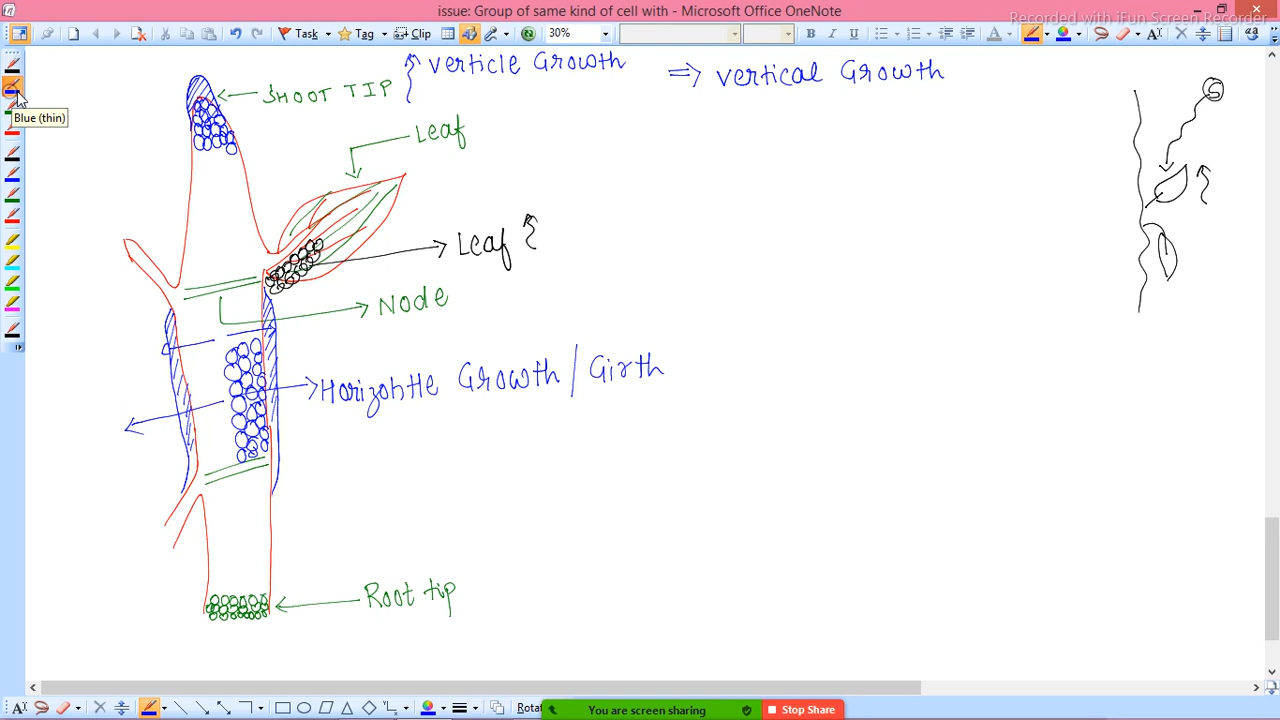 issue: Group of same kind of cell with - Microsoft Office OneNote
Recorded with iFun Screen Recorder
Task
Tag
Clip
30%
B I U
Blue (thin)
verticle Growth => vertical Growth
SHOOT TIP
Leaf
S
Leaf
Node
Horizontle Growth / Girth
Root tip
Rotat
You are screen sharing
Stop Share